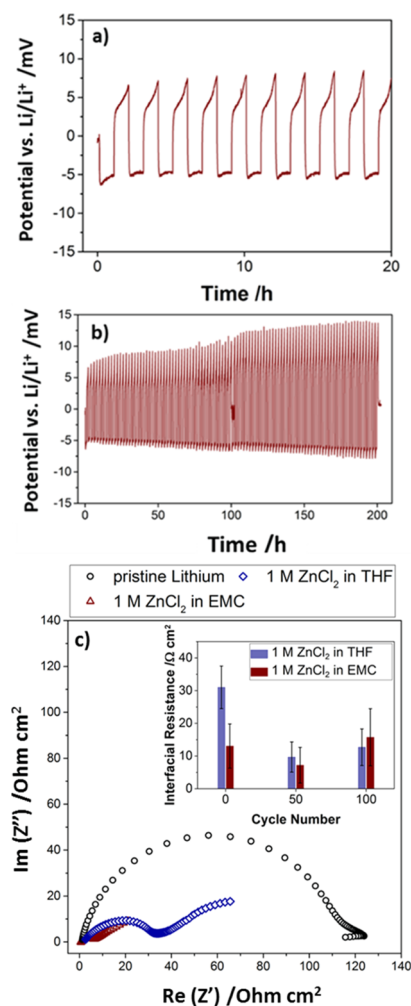 a)
Potential vs. Li/Li⁺ /mV
15
10
5
0
-5
-10
-15
0 10 20
Time /h
b)
Potential vs. Li/Li⁺ /mV
15
10
5
0
-5
-10
-15
0 50 100 150 200
Time /h
pristine Lithium 1 M ZnCl₂ in THF
1 M ZnCl₂ in EMC
c)
Im (Z'') /Ohm cm²
140
120
100
80
60
40
20
0
Interfacial Resistance /Ω cm²
40
30
20
10
0
1 M ZnCl₂ in THF
1 M ZnCl₂ in EMC
0 50 100
Cycle Number
0 20 40 60 80 100 120 140
Re (Z') /Ohm cm²